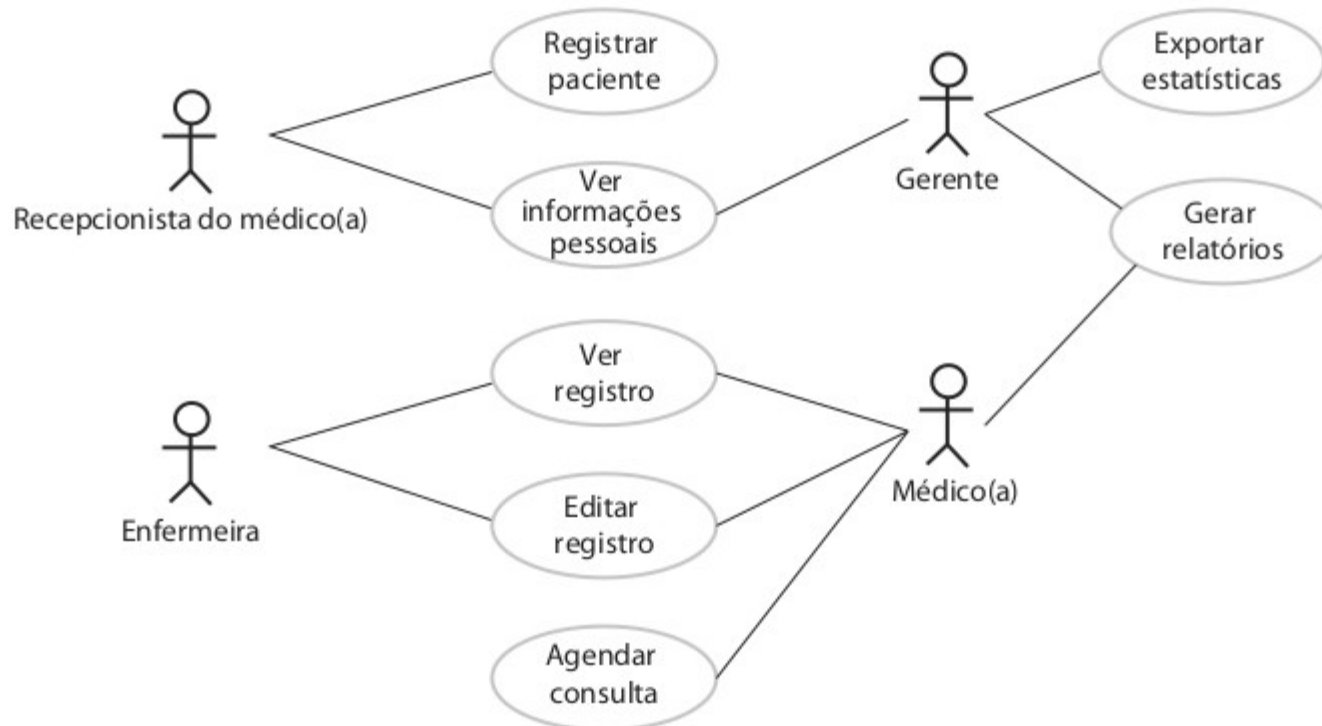 Registrar
paciente
Exportar
estatísticas
Recepcionista do médico(a)
Ver
informações
pessoais
Gerente
Gerar
relatórios
Ver
registro
Enfermeira
Editar
registro
Médico(a)
Agendar
consulta